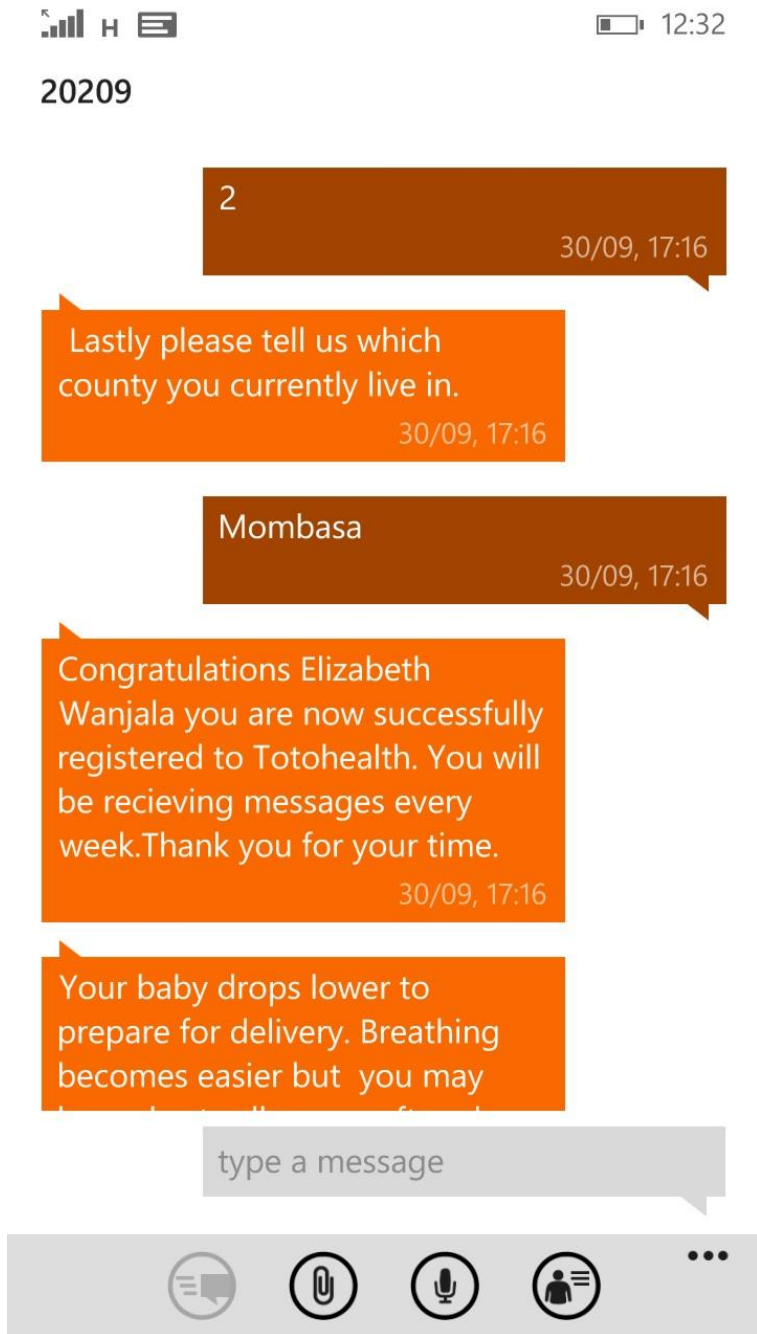 H 12:32
20209
2
30/09, 17:16
Lastly please tell us which
county you currently live in.
30/09, 17:16
Mombasa
30/09, 17:16
Congratulations Elizabeth
Wanjala you are now successfully
registered to Totohealth. You will
be recieving messages every
week.Thank you for your time.
30/09, 17:16
Your baby drops lower to
prepare for delivery. Breathing
becomes easier but  you may
type a message